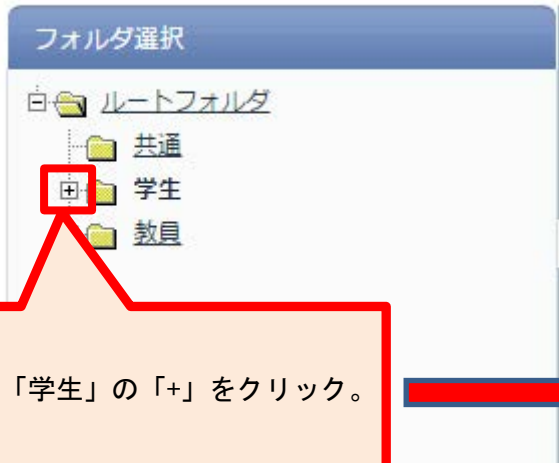 フォルダ選択
ルートフォルダ
共通
学生
教員
「学生」の「+」をクリック。